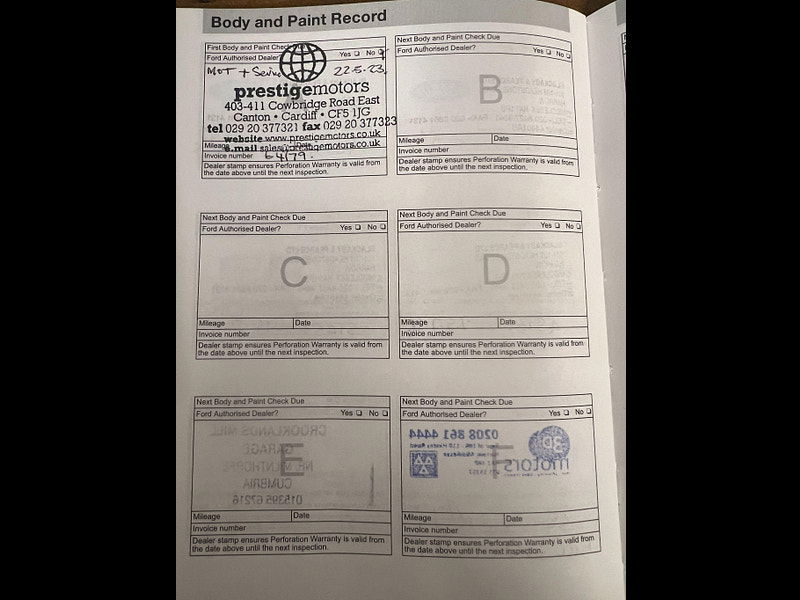 Body and Paint Record
First Body and Paint Check Due
Ford Authorised Dealer? Yes No
MOT + Service 22-5-23.
prestigemotors
403-411 Cowbridge Road East
Canton • Cardiff • CF5 1JG
tel 029 20 377321 fax 029 20 377323
website www.prestigemotors.co.uk
e.mail sales@prestigemotors.co.uk
Mileage Date
Invoice number 64179.
Dealer stamp ensures Perforation Warranty is valid from
the date above until the next inspection.
Next Body and Paint Check Due
Ford Authorised Dealer? Yes No
B
Mileage Date
Invoice number
Dealer stamp ensures Perforation Warranty is valid from
the date above until the next inspection.
Next Body and Paint Check Due
Ford Authorised Dealer? Yes No
C
Mileage Date
Invoice number
Dealer stamp ensures Perforation Warranty is valid from
the date above until the next inspection.
Next Body and Paint Check Due
Ford Authorised Dealer? Yes No
D
Mileage Date
Invoice number
Dealer stamp ensures Perforation Warranty is valid from
the date above until the next inspection.
Next Body and Paint Check Due
Ford Authorised Dealer? Yes No
CROOKLANDS MILL
GARAGE
E
NR. MILNTHORPE
CUMBRIA
015395 67216
Mileage Date
Invoice number
Dealer stamp ensures Perforation Warranty is valid from
the date above until the next inspection.
Next Body and Paint Check Due
Ford Authorised Dealer? Yes No
0208 861 4444
3D
motors
F
Mileage Date
Invoice number
Dealer stamp ensures Perforation Warranty is valid from
the date above until the next inspection.